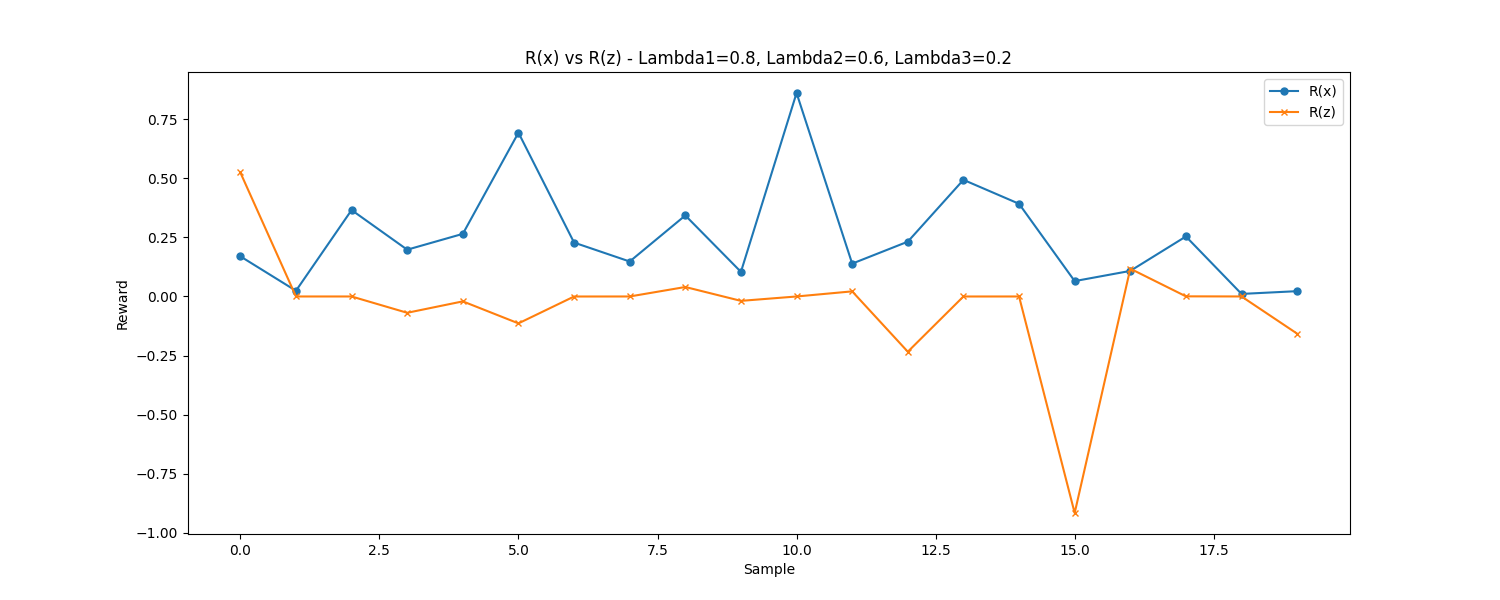 R(x) vs R(z) - Lambda1=0.8, Lambda2=0.6, Lambda3=0.2
R(x)
R(z)
Reward
0.75
0.50
0.25
0.00
−0.25
−0.50
−0.75
−1.00
0.0 2.5 5.0 7.5 10.0 12.5 15.0 17.5
Sample